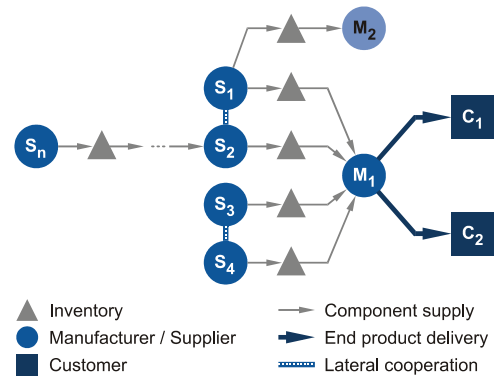 M2
S1
C1
Sn
S2
M1
S3
C2
S4
Inventory
Component supply
Manufacturer / Supplier
End product delivery
Customer
Lateral cooperation